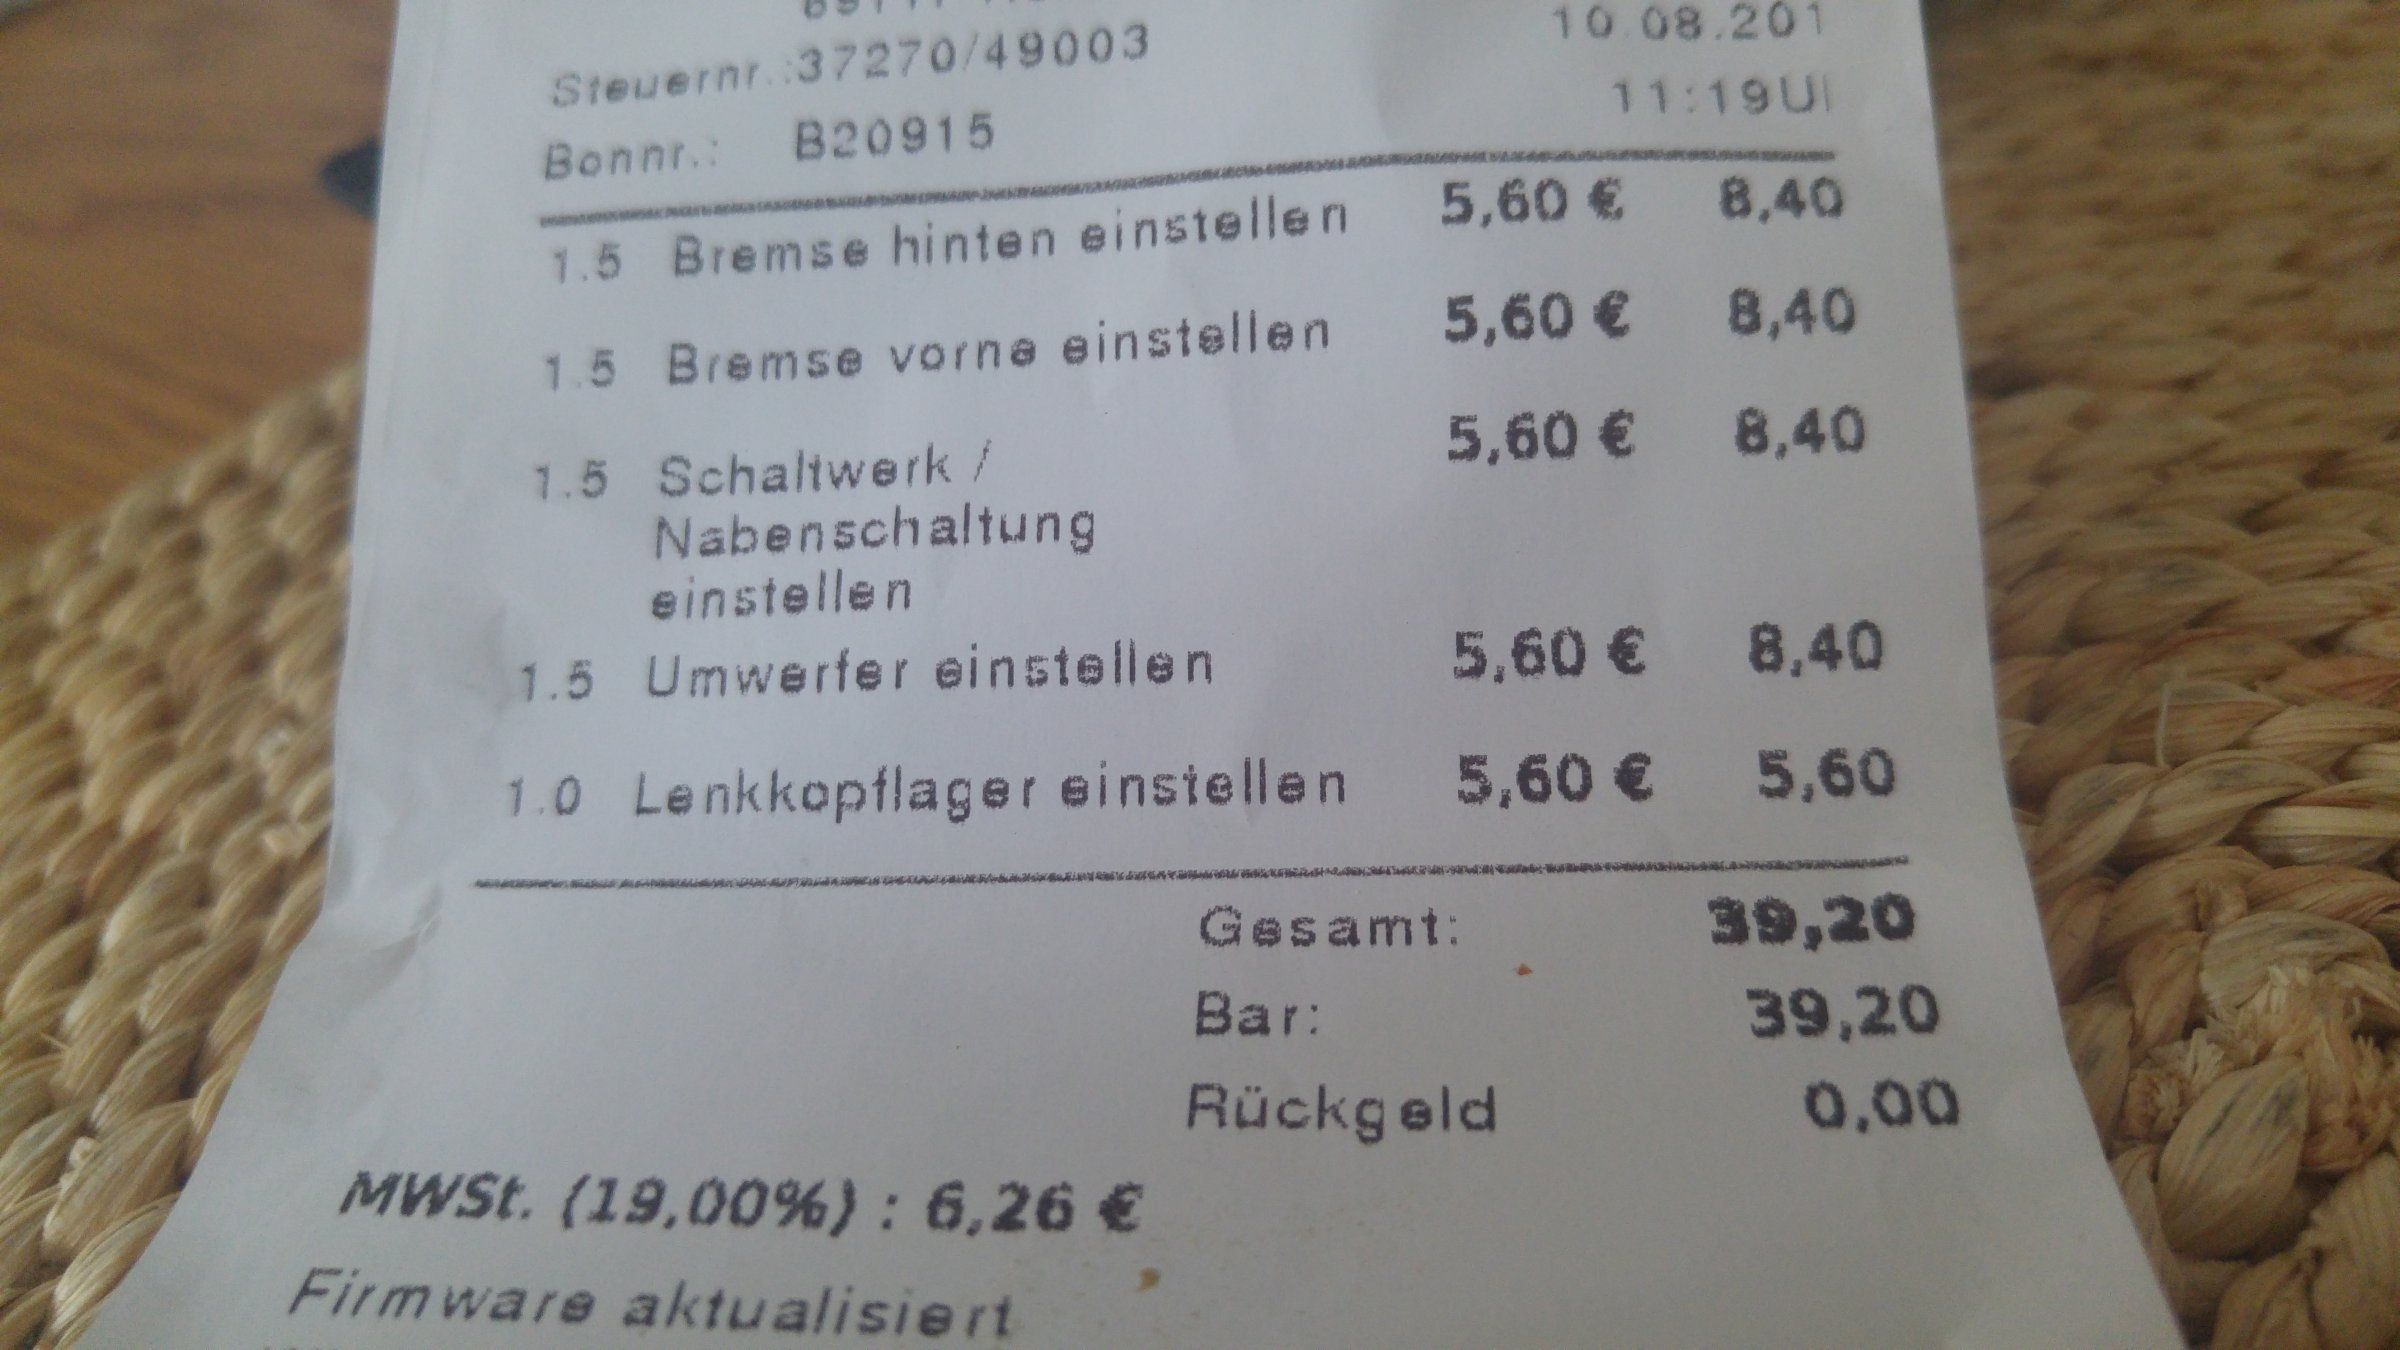 Steuernr.:37270/49003 10.08.201
11:19U
Bonnr.: B20915
1.5 Bremse hinten einstellen 5,60 € 8,40
1.5 Bremse vorne einstellen 5,60 € 8,40
1.5 Schaltwerk / 5,60 € 8,40
Nabenschaltung
einstellen
1.5 Umwerfer einstellen 5,60 € 8,40
1.0 Lenkkopflager einstellen 5,60 € 5,60
Gesamt: 39,20
Bar: 39,20
Rückgeld 0,00
MWSt. (19,00%) : 6,26 €
Firmware aktualisiert